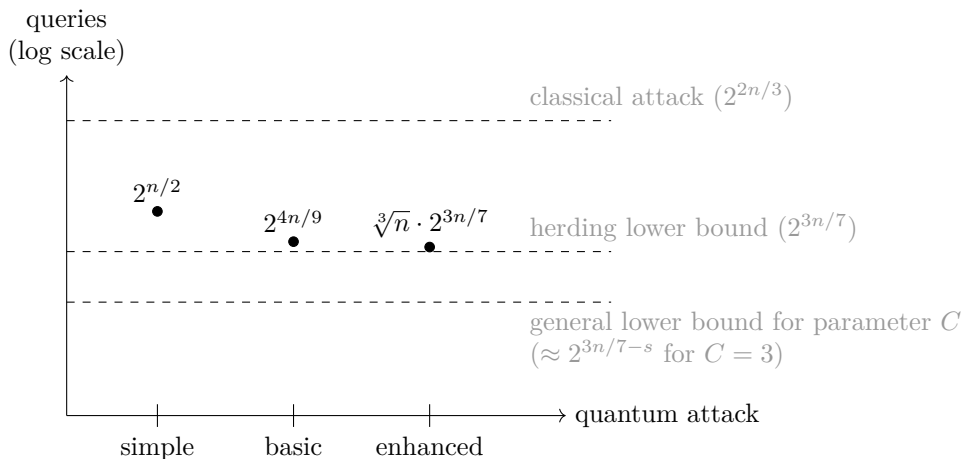 queries
(log scale)
classical attack (2^{2n/3})
2^{n/2}
2^{4n/9}
∛n · 2^{3n/7}
herding lower bound (2^{3n/7})
general lower bound for parameter C
(≈ 2^{3n/7−s} for C = 3)
quantum attack
simple
basic
enhanced